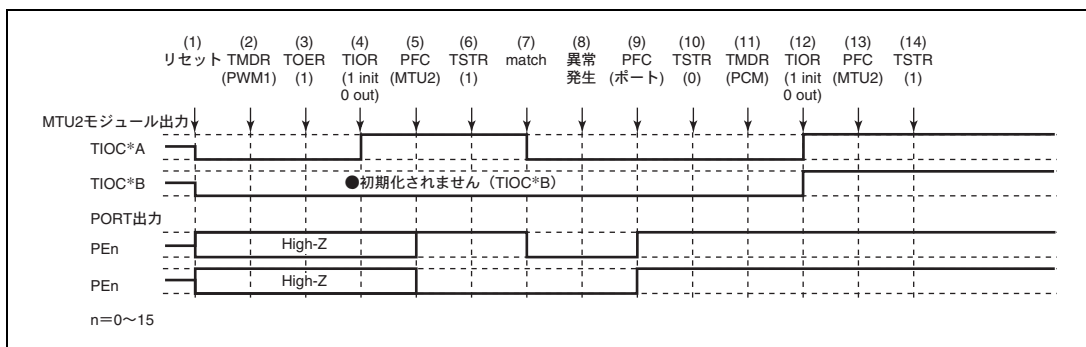 (1) (2) (3) (4) (5) (6) (7) (8) (9) (10) (11) (12) (13) (14)
リセット TMDR TOER TIOR PFC TSTR match 異常 PFC TSTR TMDR TIOR PFC TSTR
(PWM1) (1) (1 init (MTU2) (1) 発生 (ポート) (0) (PCM) (1 init (MTU2) (1)
0 out) 0 out)
MTU2モジュール出力
TIOC*A
TIOC*B ●初期化されません（TIOC*B）
PORT出力
PEn High-Z
PEn High-Z
n＝0～15